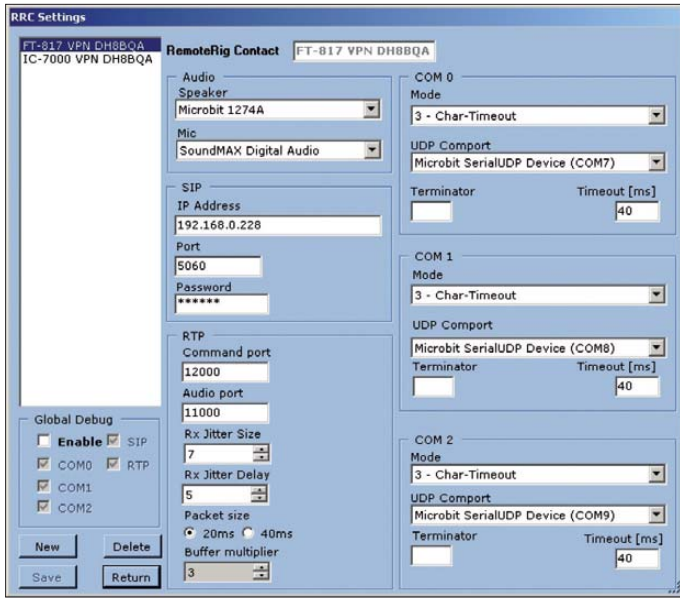 RRC Settings
FT-817 VPN DH8BQA
IC-7000 VPN DH8BQA
RemoteRig Contact FT-817 VPN DH8BQA
Audio
Speaker
Microbit 1274A
Mic
SoundMAX Digital Audio
SIP
IP Address
192.168.0.228
Port
5060
Password
******
RTP
Command port
12000
Audio port
11000
Rx Jitter Size
7
Rx Jitter Delay
5
Packet size
20ms 40ms
Buffer multiplier
3
COM 0
Mode
3 - Char-Timeout
UDP Comport
Microbit SerialUDP Device (COM7)
Terminator Timeout [ms]
40
COM 1
Mode
3 - Char-Timeout
UDP Comport
Microbit SerialUDP Device (COM8)
Terminator Timeout [ms]
40
COM 2
Mode
3 - Char-Timeout
UDP Comport
Microbit SerialUDP Device (COM9)
Terminator Timeout [ms]
40
Global Debug
Enable SIP
COM0 RTP
COM1
COM2
New Delete
Save Return